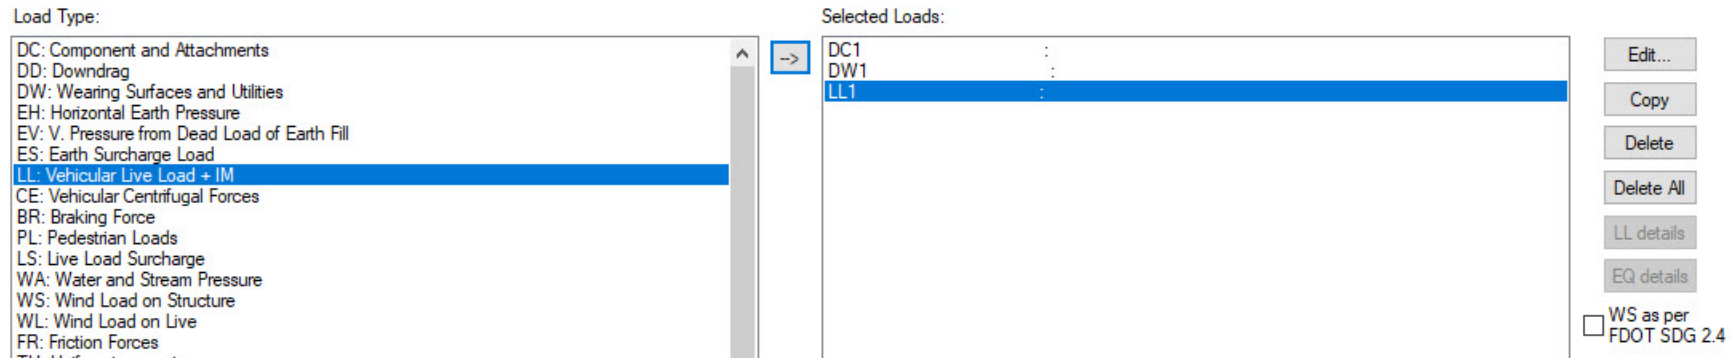 Load Type:
DC: Component and Attachments
DD: Downdrag
DW: Wearing Surfaces and Utilities
EH: Horizontal Earth Pressure
EV: V. Pressure from Dead Load of Earth Fill
ES: Earth Surcharge Load
LL: Vehicular Live Load + IM
CE: Vehicular Centrifugal Forces
BR: Braking Force
PL: Pedestrian Loads
LS: Live Load Surcharge
WA: Water and Stream Pressure
WS: Wind Load on Structure
WL: Wind Load on Live
FR: Friction Forces
-->
Selected Loads:
DC1 :
DW1 :
LL1 :
Edit...
Copy
Delete
Delete All
LL details
EQ details
WS as per
FDOT SDG 2.4